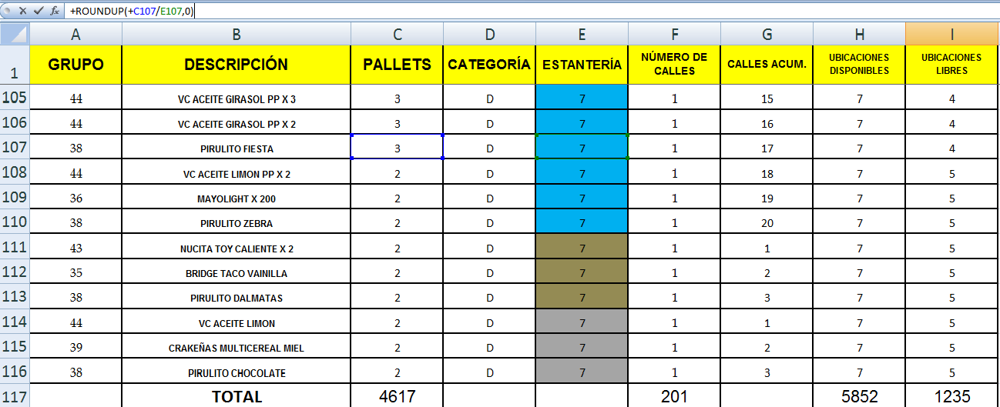 +ROUNDUP(+C107/E107,0)
A B C D E F G H I
1 GRUPO DESCRIPCIÓN PALLETS CATEGORÍA ESTANTERÍA NÚMERO DE CALLES CALLES ACUM. UBICACIONES DISPONIBLES UBICACIONES LIBRES
105 44 VC ACEITE GIRASOL PP X 3 3 D 7 1 15 7 4
106 44 VC ACEITE GIRASOL PP X 2 3 D 7 1 16 7 4
107 38 PIRULITO FIESTA 3 D 7 1 17 7 4
108 44 VC ACEITE LIMON PP X 2 2 D 7 1 18 7 5
109 36 MAYOLIGHT X 200 2 D 7 1 19 7 5
110 38 PIRULITO ZEBRA 2 D 7 1 20 7 5
111 43 NUCITA TOY CALIENTE X 2 2 D 7 1 1 7 5
112 35 BRIDGE TACO VAINILLA 2 D 7 1 2 7 5
113 38 PIRULITO DALMATAS 2 D 7 1 3 7 5
114 44 VC ACEITE LIMON 2 D 7 1 1 7 5
115 39 CRAKEÑAS MULTICEREAL MIEL 2 D 7 1 2 7 5
116 38 PIRULITO CHOCOLATE 2 D 7 1 3 7 5
117 TOTAL 4617 201 5852 1235